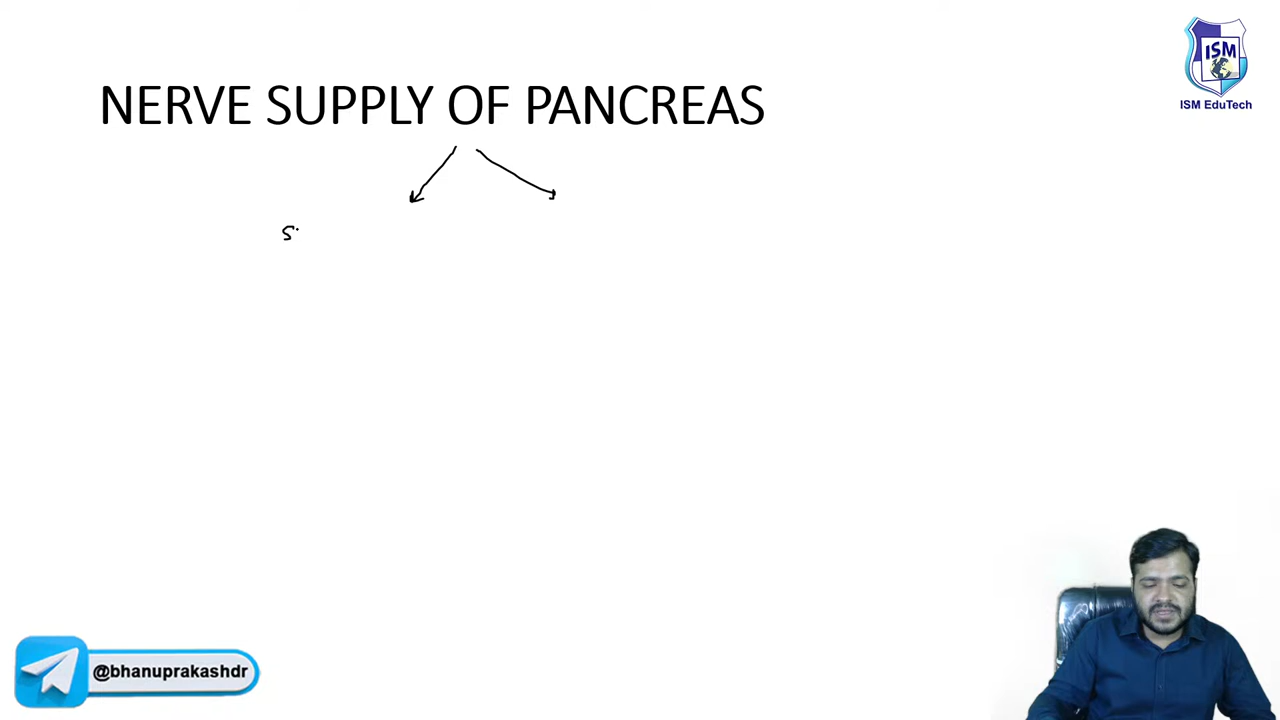 ISM
ISM EduTech
NERVE SUPPLY OF PANCREAS
S
@bhanuprakashdr